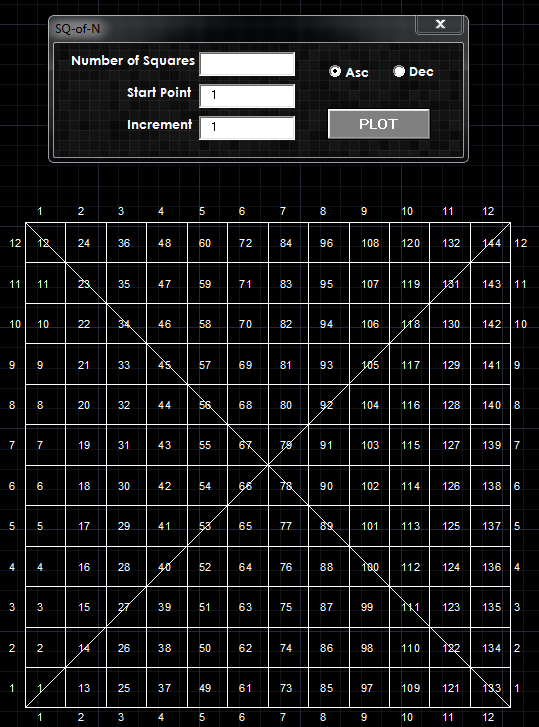 SQ-of-N x
Number of Squares Asc Dec
Start Point 1
Increment 1 PLOT
1 2 3 4 5 6 7 8 9 10 11 12
12 12 24 36 48 60 72 84 96 108 120 132 144 12
11 11 23 35 47 59 71 83 95 107 119 131 143 11
10 10 22 34 46 58 70 82 94 106 118 130 142 10
9 9 21 33 45 57 69 81 93 105 117 129 141 9
8 8 20 32 44 56 68 80 92 104 116 128 140 8
7 7 19 31 43 55 67 79 91 103 115 127 139 7
6 6 18 30 42 54 66 78 90 102 114 126 138 6
5 5 17 29 41 53 65 77 89 101 113 125 137 5
4 4 16 28 40 52 64 76 88 100 112 124 136 4
3 3 15 27 39 51 63 75 87 99 111 123 135 3
2 2 14 26 38 50 62 74 86 98 110 122 134 2
1 1 13 25 37 49 61 73 85 97 109 121 133 1
1 2 3 4 5 6 7 8 9 10 11 12